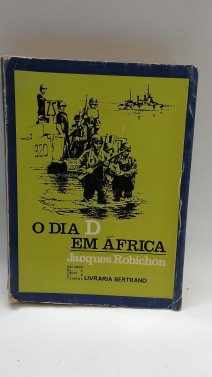 O DIA D
EM ÁFRICA
Jacques Robichon
LIVRARIA BERTRAND